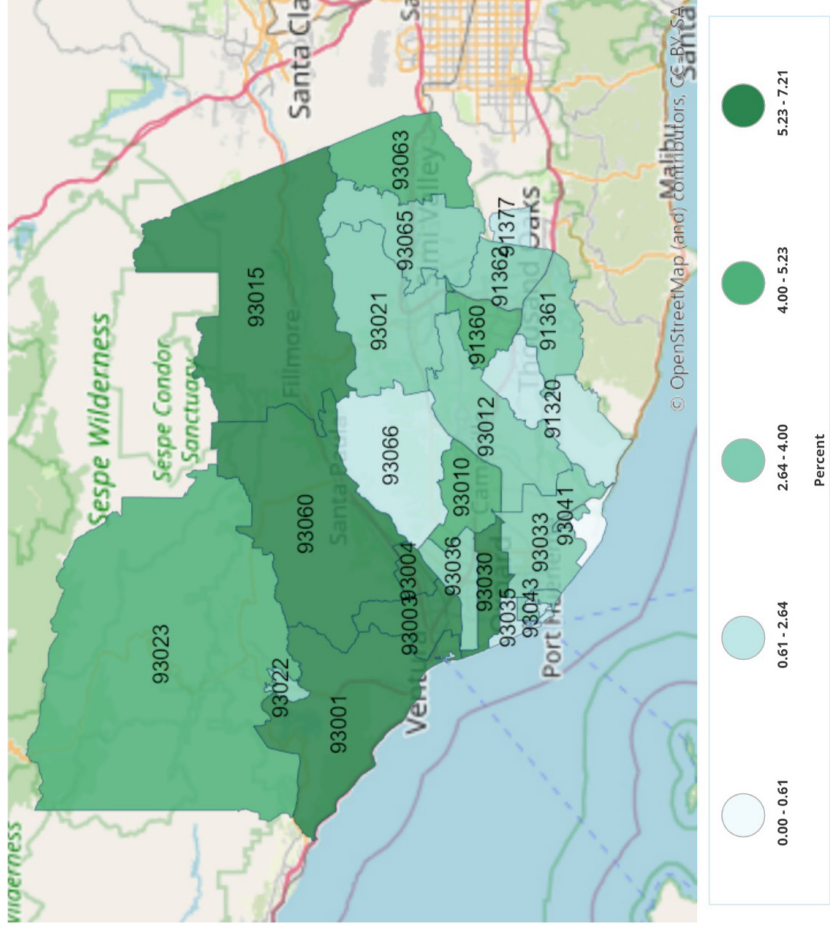 Santa Cla
Sespe Wilderness
Sespe Condor
Sanctuary
93023
93015
Fillmore
93060
Santa Paula
93063
93065
Simi Valley
93021
93066
93022
93001
93003
93004
93036
93010
93012
91360
91362
91377
Oaks
Thousand
91361
91320
93030
93033
93041
93035
93043
Malibu
Santa
© OpenStreetMap (and) contributors, CC-BY-SA
0.00 - 0.61
0.61 - 2.64
2.64 - 4.00
4.00 - 5.23
5.23 - 7.21
Percent